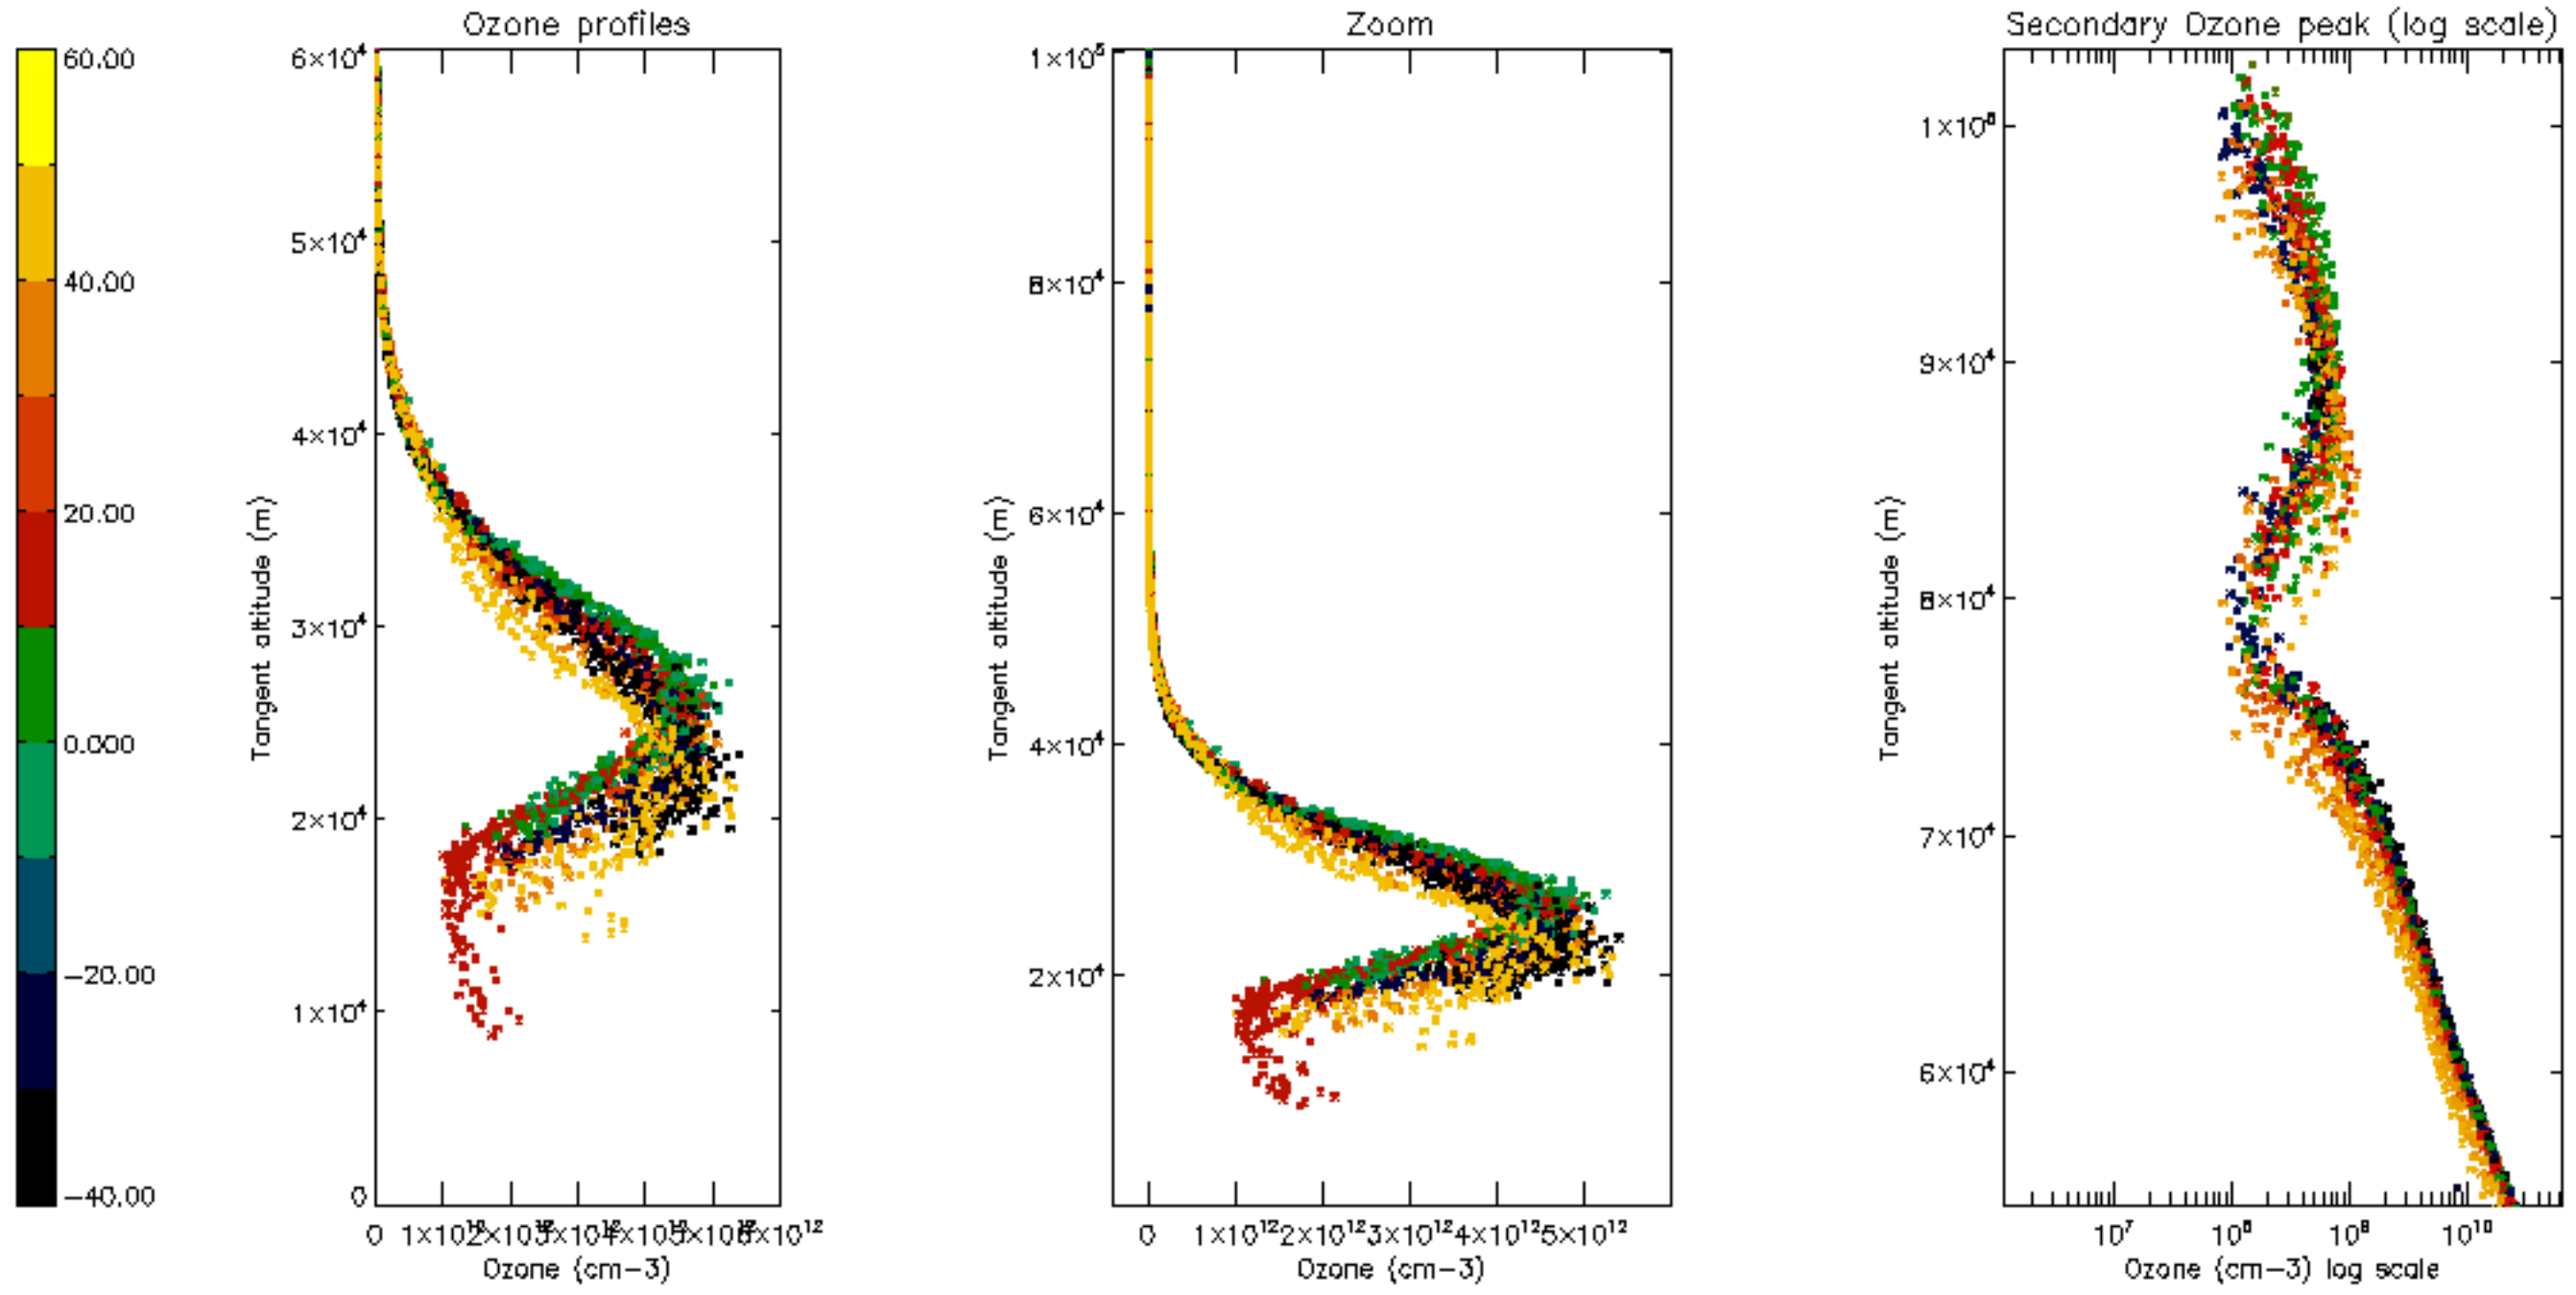 Ozone profiles
Zoom
Secondary Ozone peak (log scale)
60.00
40.00
20.00
0.000
−20.00
−40.00
6×10⁴
5×10⁴
4×10⁴
3×10⁴
2×10⁴
1×10⁴
0
Tangent altitude (m)
0
Ozone (cm−3)
1×10⁵
8×10⁴
6×10⁴
4×10⁴
2×10⁴
Tangent altitude (m)
0 1×10¹² 2×10¹² 3×10¹² 4×10¹² 5×10¹²
Ozone (cm−3)
1×10⁵
9×10⁴
8×10⁴
7×10⁴
6×10⁴
Tangent altitude (m)
10⁷ 10⁸ 10⁹ 10¹⁰
Ozone (cm−3) log scale